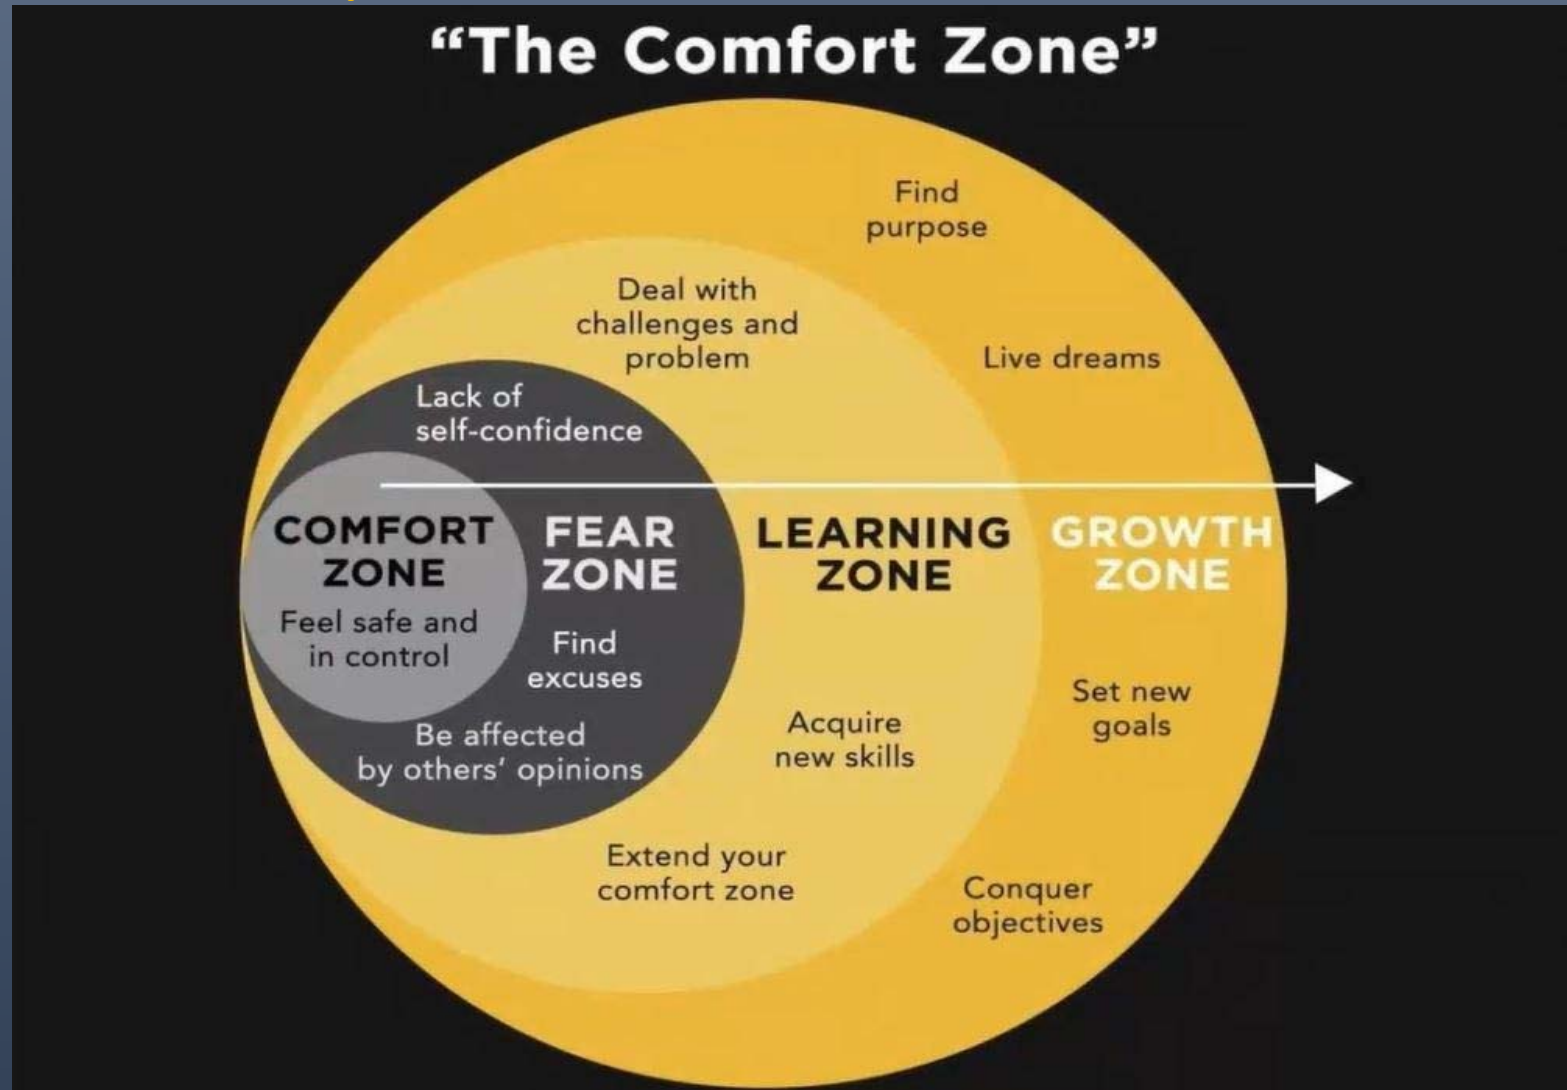 “The Comfort Zone”
Find
purpose
Deal with
challenges and
problem
Live dreams
Lack of
self-confidence
COMFORT
ZONE
Feel safe and
in control
FEAR
ZONE
Find
excuses
Be affected
by others’ opinions
LEARNING
ZONE
Acquire
new skills
Extend your
comfort zone
GROWTH
ZONE
Set new
goals
Conquer
objectives